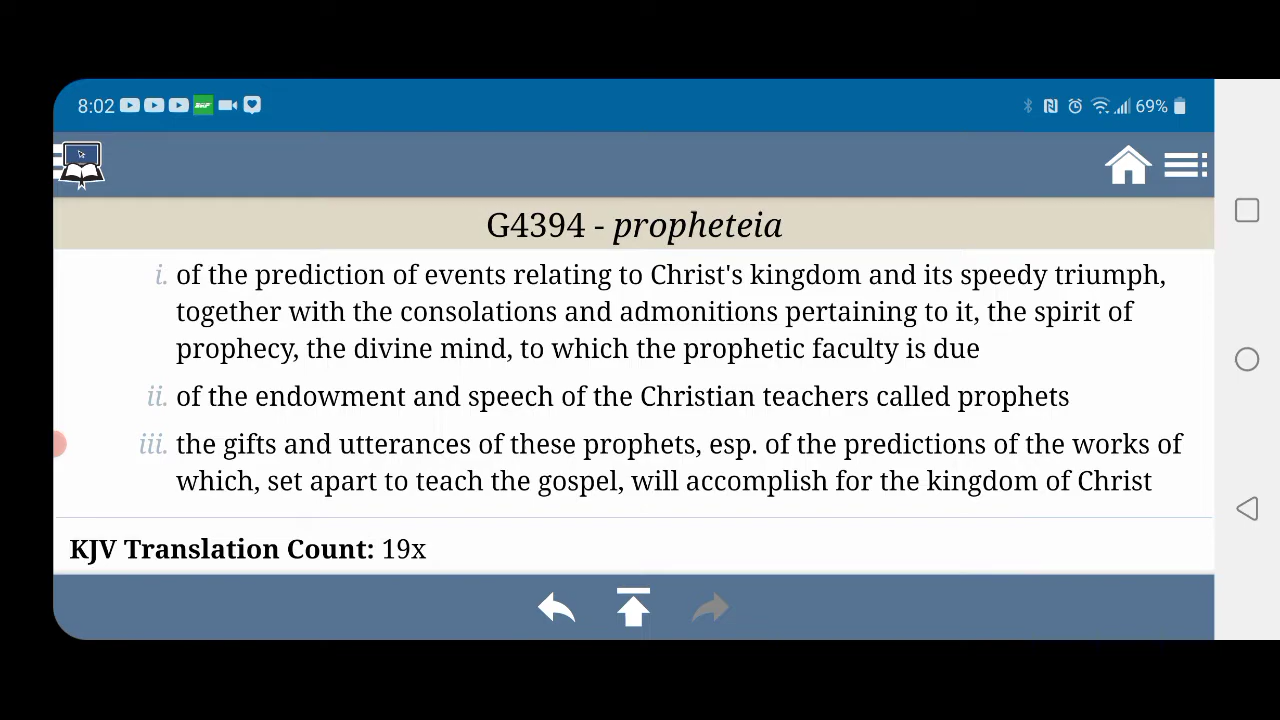 8:02 69%
G4394 - propheteia
i. of the prediction of events relating to Christ's kingdom and its speedy triumph,
together with the consolations and admonitions pertaining to it, the spirit of
prophecy, the divine mind, to which the prophetic faculty is due
ii. of the endowment and speech of the Christian teachers called prophets
iii. the gifts and utterances of these prophets, esp. of the predictions of the works of
which, set apart to teach the gospel, will accomplish for the kingdom of Christ
KJV Translation Count: 19x